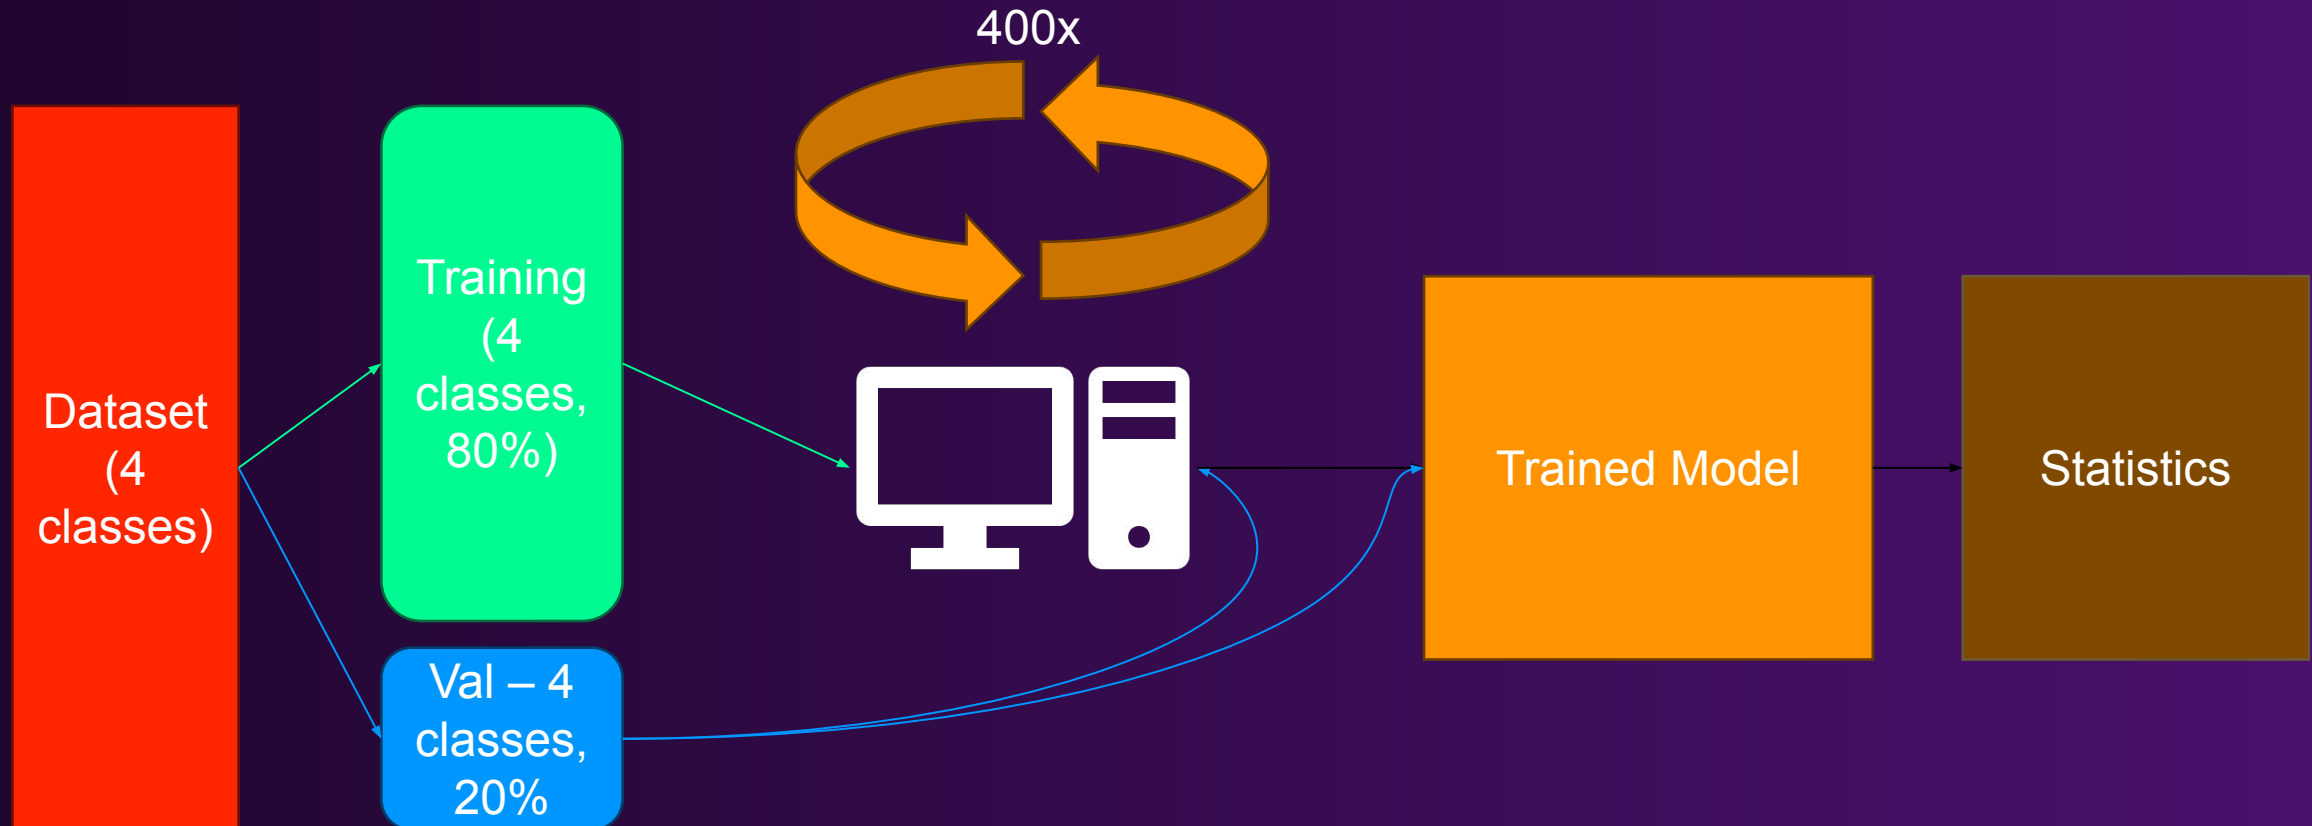 400x
Dataset
(4
classes)
Training
(4
classes,
80%)
Val – 4
classes,
20%
Trained Model
Statistics